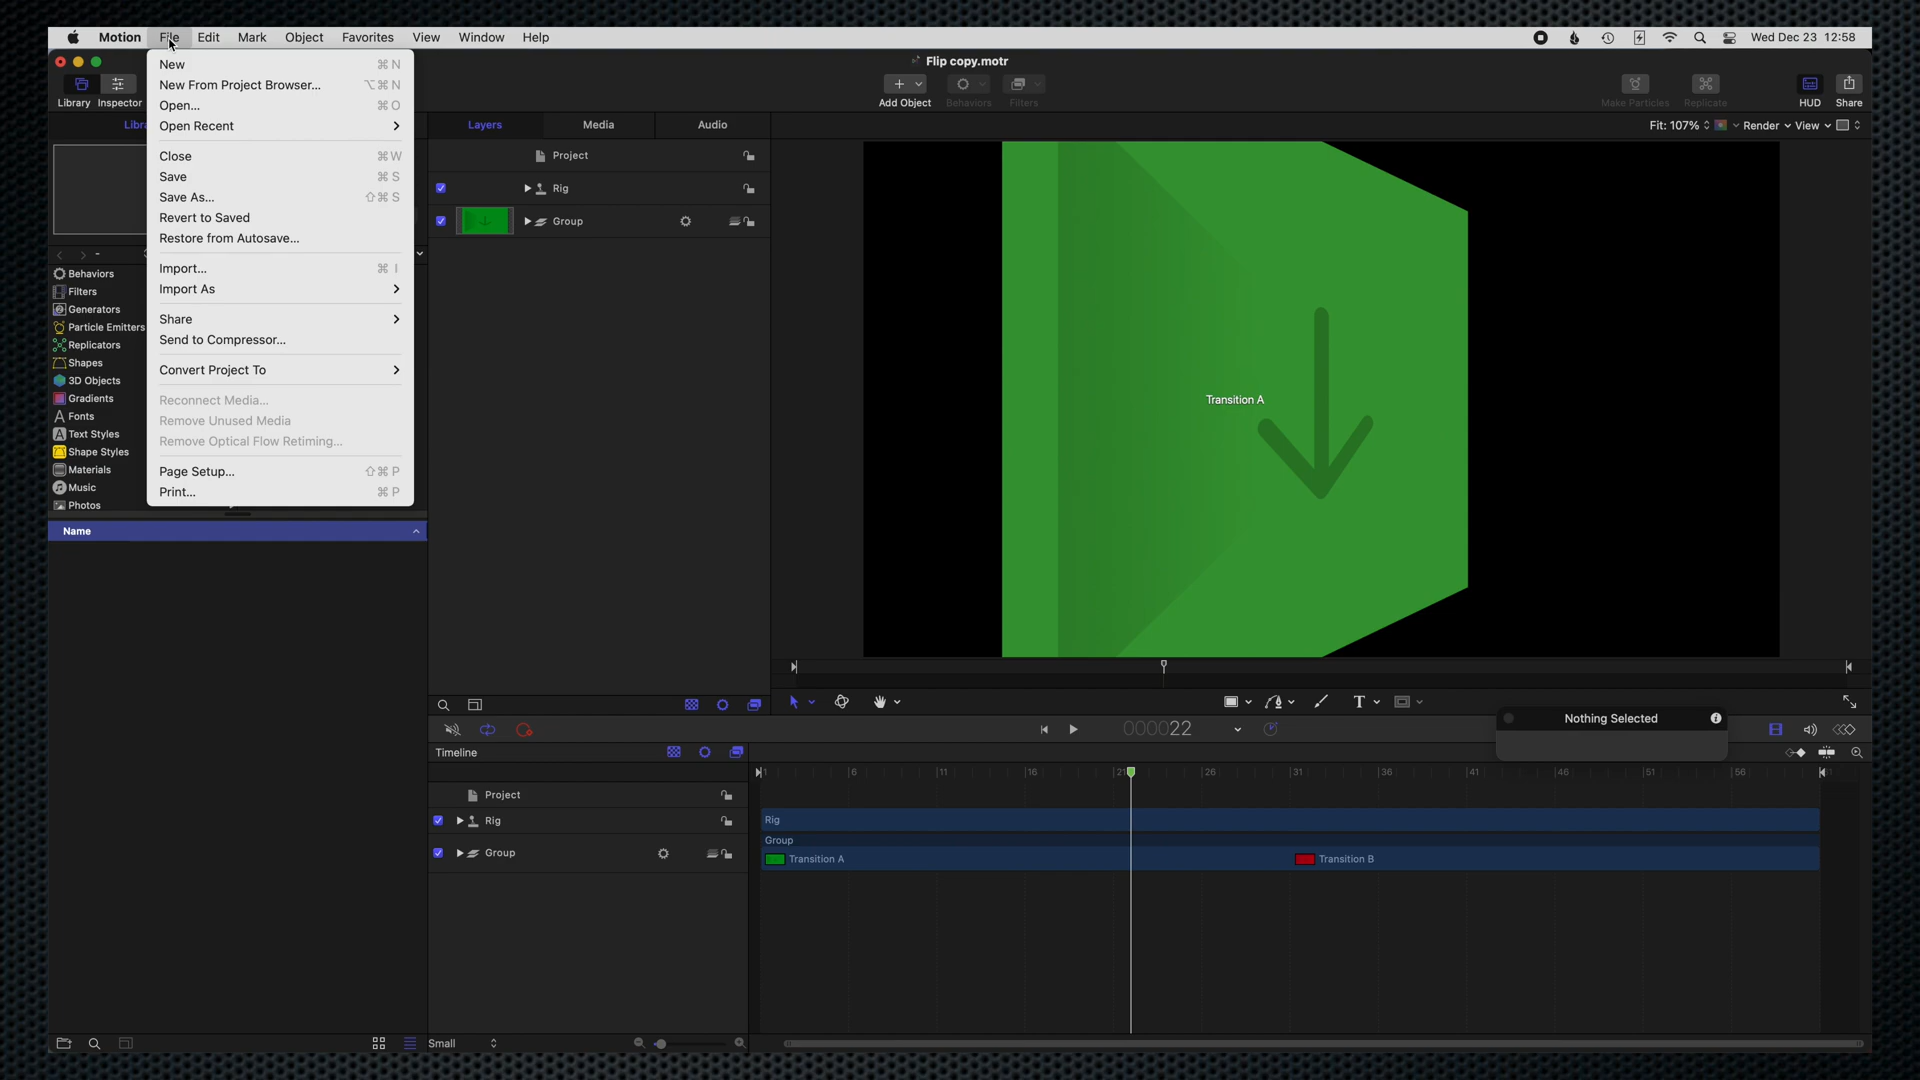 Motion File Edit Mark Object Favorites View Window Help Wed Dec 23 12:58
Flip copy.motr
Library Inspector Add Object Behaviors Filters Make Particles Replicate HUD Share
New ⌘ N
New From Project Browser... ⌥ ⌘ N
Open... ⌘ O
Open Recent
Close ⌘ W
Save ⌘ S
Save As... ⇧ ⌘ S
Revert to Saved
Restore from Autosave...
Import... ⌘ I
Import As
Share
Send to Compressor...
Convert Project To
Reconnect Media...
Remove Unused Media
Remove Optical Flow Retiming...
Page Setup... ⇧ ⌘ P
Print... ⌘ P
Behaviors
Filters
Generators
Particle Emitters
Replicators
Shapes
3D Objects
Gradients
Fonts
Text Styles
Shape Styles
Materials
Music
Photos
Name
Layers Media Audio
Project
Rig
Group
Fit: 107% Render View
Transition A
000022
Nothing Selected
Timeline
1 6 11 16 21 26 31 36 41 46 51 56
Project
Rig
Group
Rig
Group
Transition A Transition B
Small